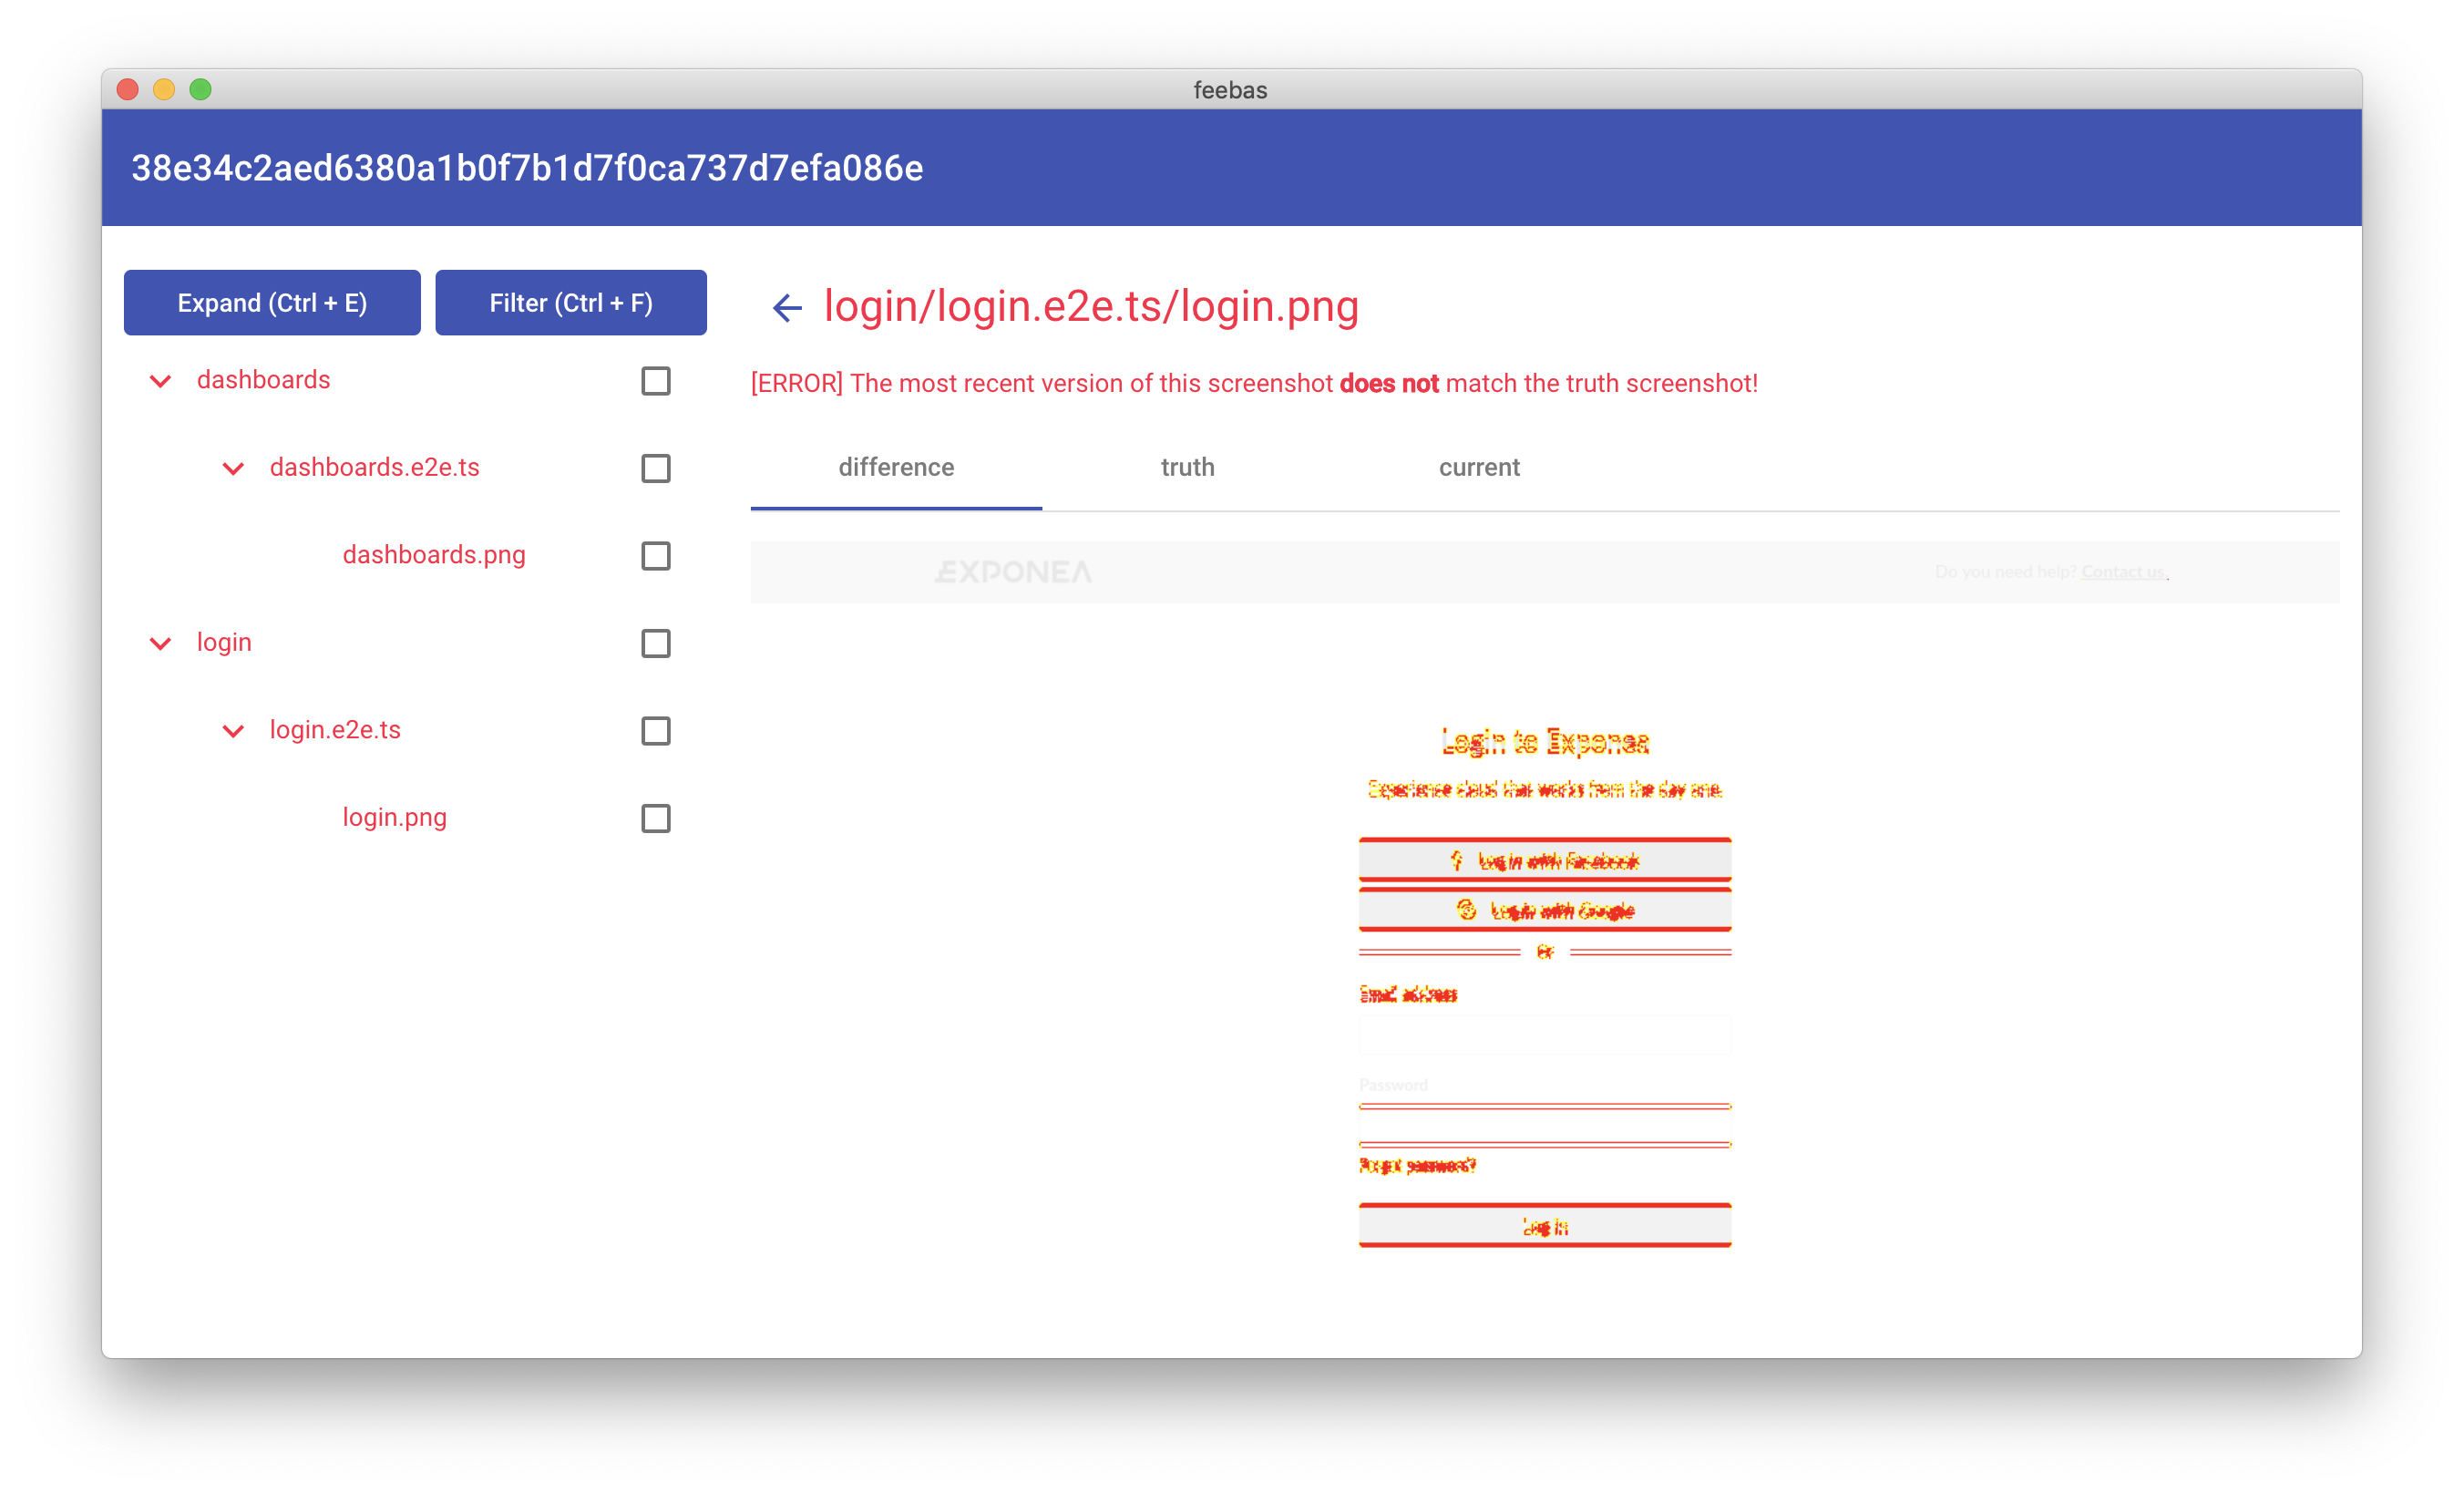 feebas
38e34c2aed6380a1b0f7b1d7f0ca737d7efa086e
Expand (Ctrl + E)
Filter (Ctrl + F)
dashboards
dashboards.e2e.ts
dashboards.png
login
login.e2e.ts
login.png
login/login.e2e.ts/login.png
[ERROR] The most recent version of this screenshot does not match the truth screenshot!
difference truth current
EXPONEA
Do you need help? Contact us.
Login to Exponea
Experience cloud that works from the day one.
Log in with Facebook
Log in with Google
Or
Email address
Password
Forgot password?
Log in